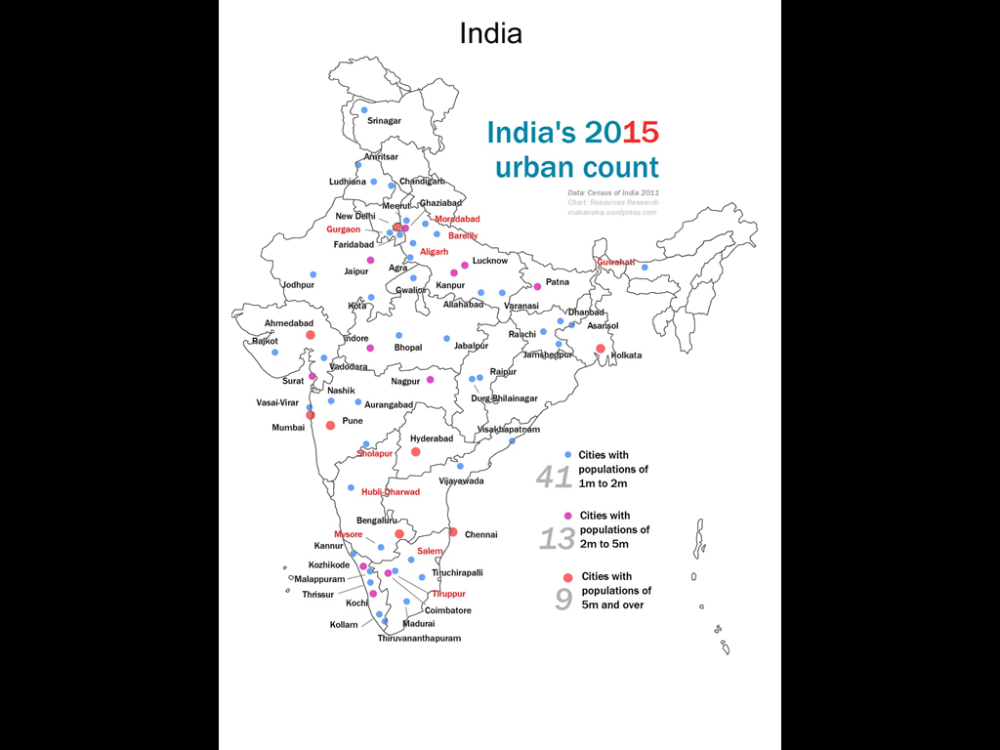 India
India's 2015
urban count
Data: Census of India 2011
Chart: Resources Research
makanaka.wordpress.com
Srinagar
Amritsar
Ludhiana
Chandigarh
Meerut
Ghaziabad
New Delhi
Moradabad
Gurgaon
Bareilly
Faridabad
Aligarh
Guwahati
Lucknow
Jaipur
Agra
Jodhpur
Kanpur
Patna
Gwalior
Kota
Allahabad
Varanasi
Dhanbad
Ahmedabad
Asansol
Rajkot
Indore
Ranchi
Bhopal
Jabalpur
Jamshedpur
Kolkata
Vadodara
Surat
Nagpur
Raipur
Nashik
Durg-Bhilainagar
Vasai-Virar
Aurangabad
Mumbai
Pune
Visakhapatnam
Hyderabad
Sholapur
Vijayawada
Hubli-Dharwad
Bengaluru
Mysore
Chennai
Kannur
Salem
Kozhikode
Tiruchirapalli
Malappuram
Thrissur
Tiruppur
Kochi
Coimbatore
Kollam
Madurai
Thiruvananthapuram
41
Cities with
populations of
1m to 2m
13
Cities with
populations of
2m to 5m
9
Cities with
populations of
5m and over